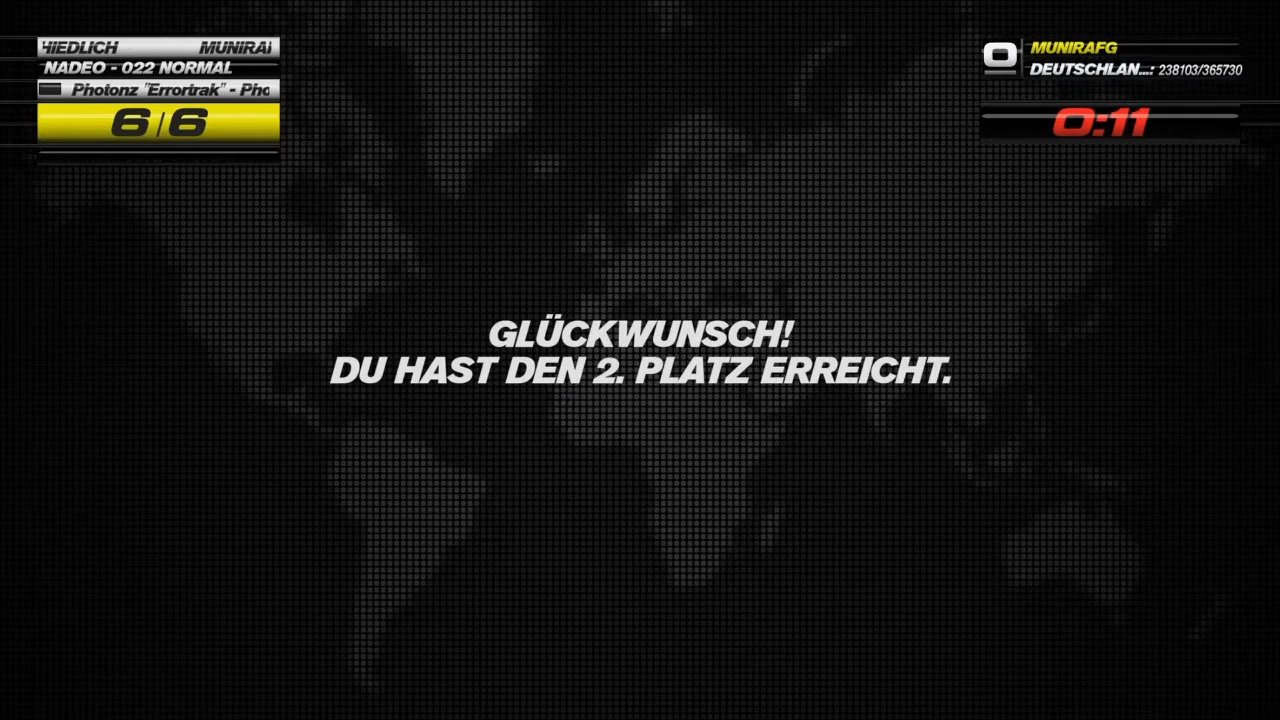 HIEDLICH MUNIRAI
NADEO - 022 NORMAL
Photonz "Errortrak" - Pho
6/6
0 MUNIRAFG
DEUTSCHLAN...: 238103/365730
0:11
GLÜCKWUNSCH!
DU HAST DEN 2. PLATZ ERREICHT.